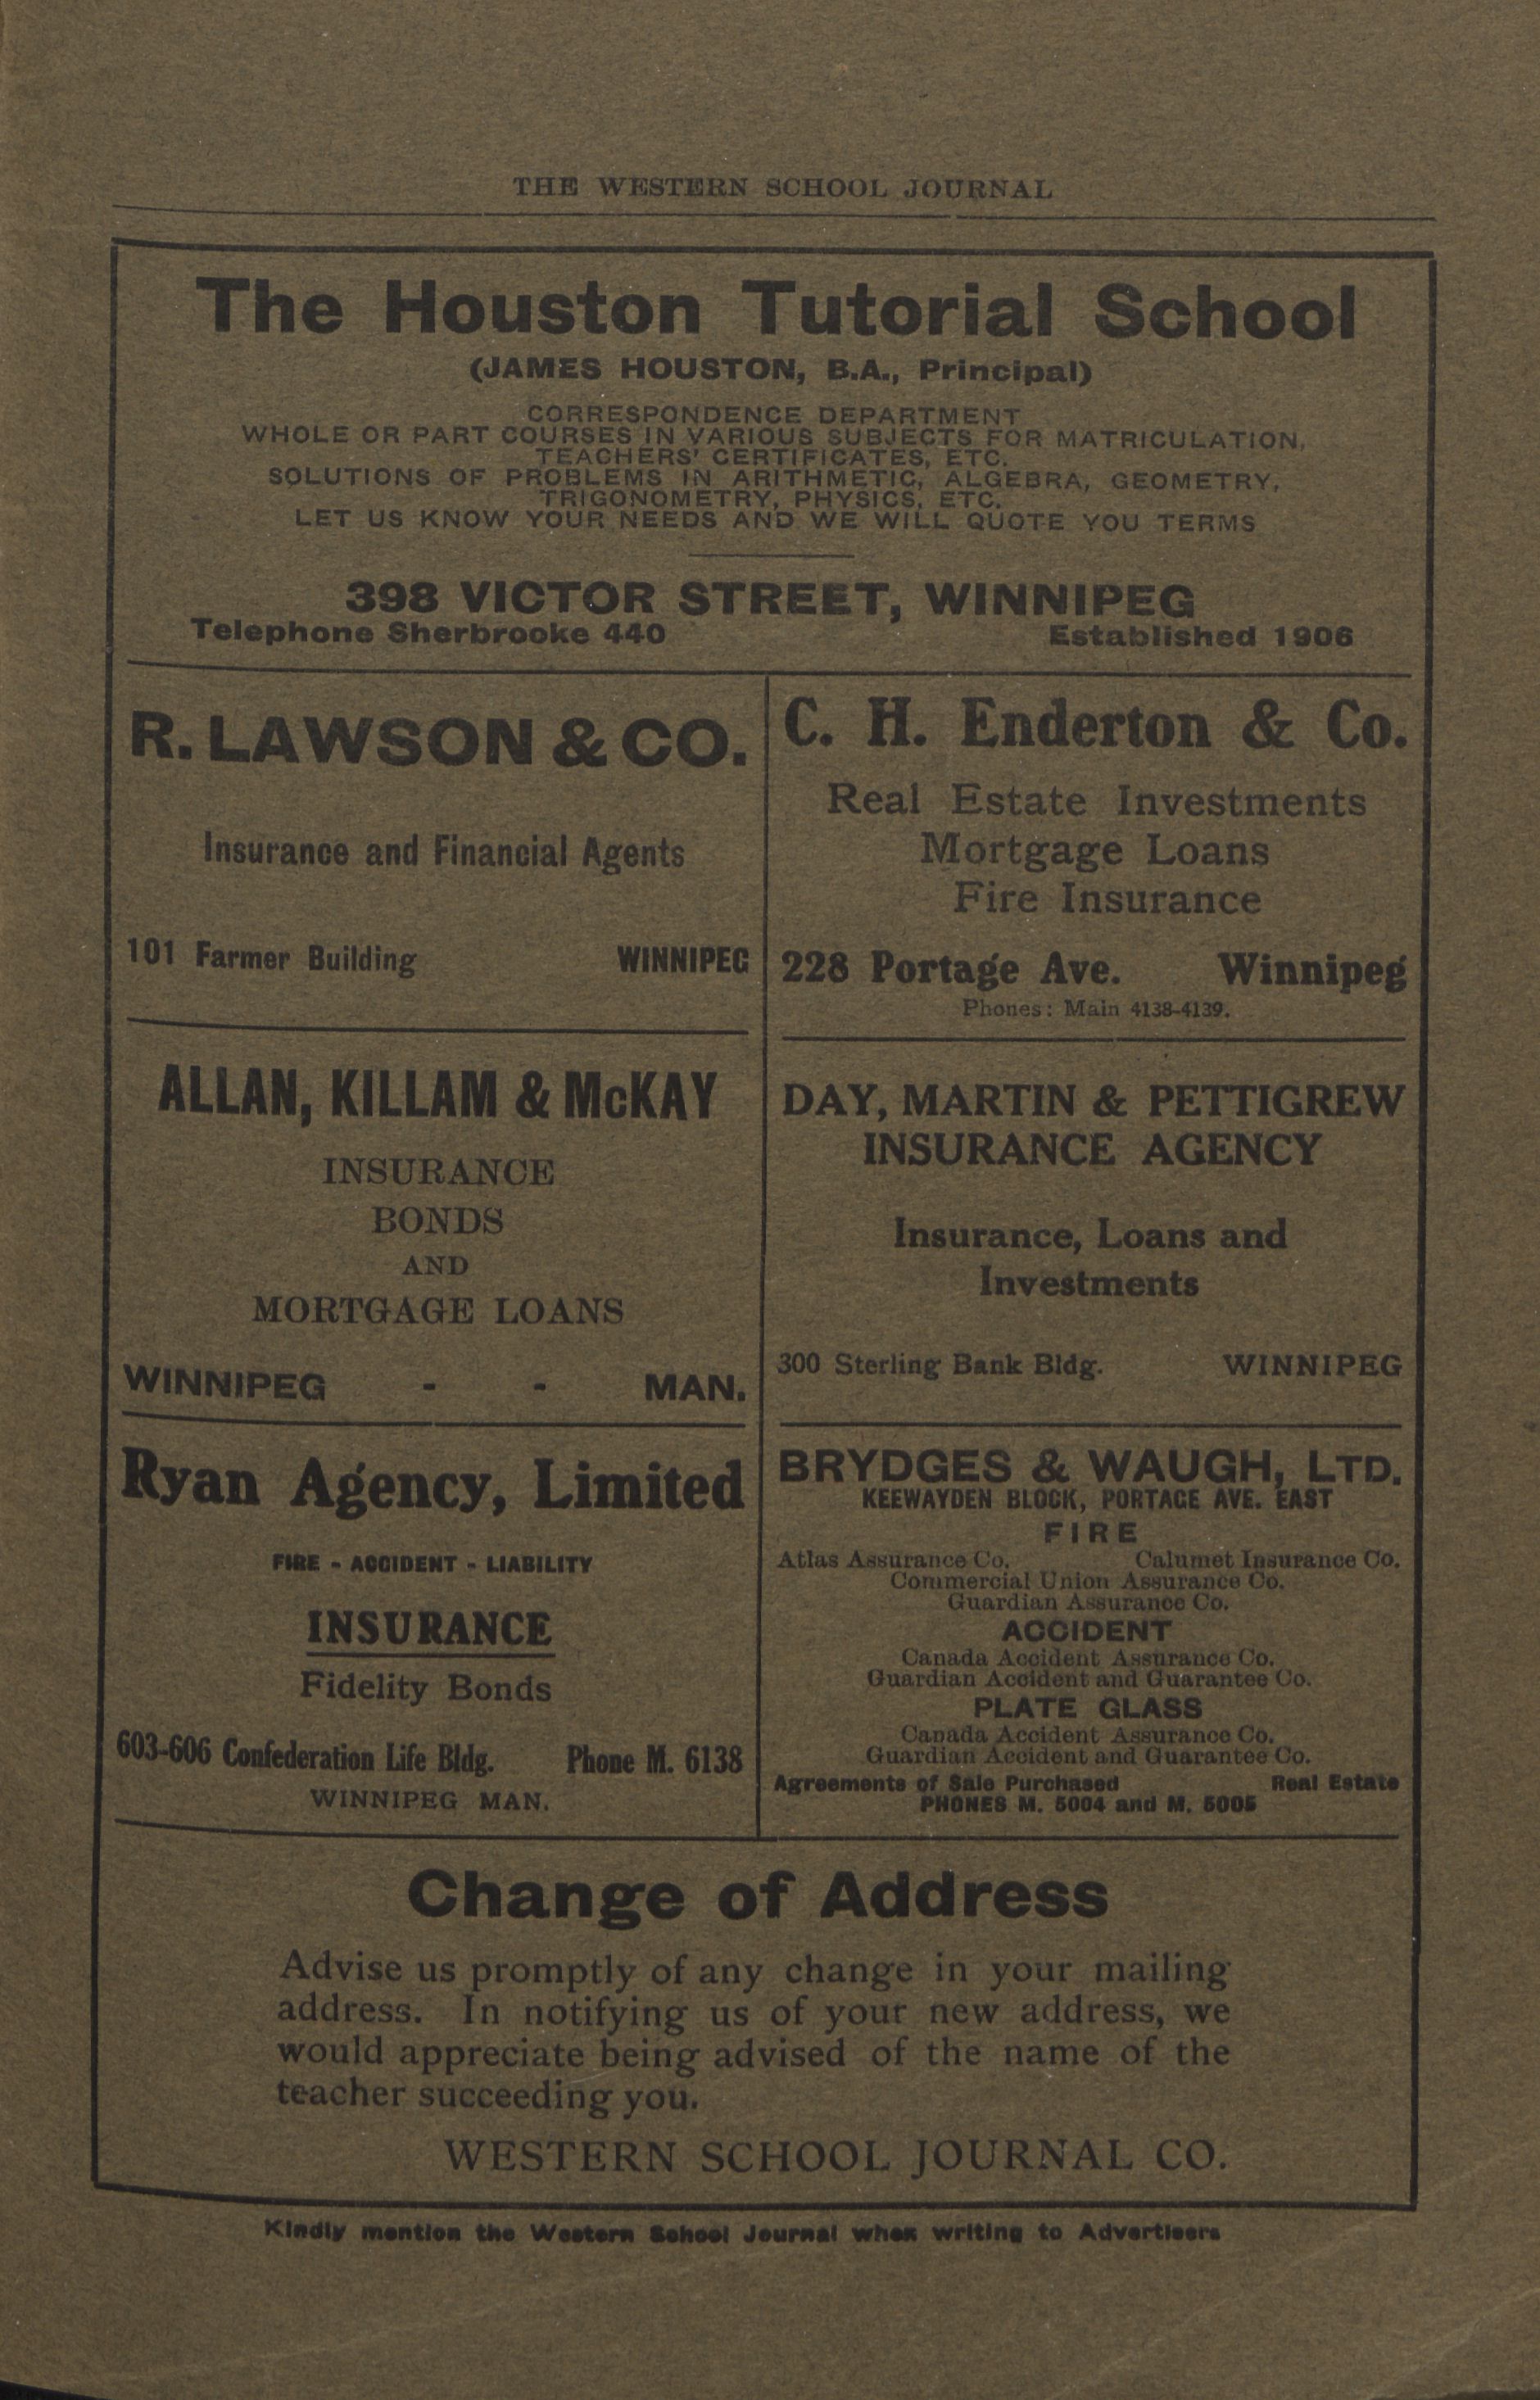 THE WESTERN SCHOOL JOURNAL
The Houston Tutorial School
(JAMES HOUSTON, B.A., Principal)
CORRESPONDENCE DEPARTMENT
WHOLE OR PART COURSES IN VARIOUS SUBJECTS FOR MATRICULATION,
TEACHERS' CERTIFICATES, ETC.
SOLUTIONS OF PROBLEMS IN ARITHMETIC, ALGEBRA, GEOMETRY,
TRIGONOMETRY, PHYSICS, ETC.
LET US KNOW YOUR NEEDS AND WE WILL QUOTE YOU TERMS
398 VICTOR STREET, WINNIPEG
Telephone Sherbrooke 440 Established 1906
R. LAWSON & CO.
Insurance and Financial Agents
101 Farmer Building WINNIPEG
C. H. Enderton & Co.
Real Estate Investments
Mortgage Loans
Fire Insurance
228 Portage Ave. Winnipeg
Phones: Main 4138-4139.
ALLAN, KILLAM & McKAY
INSURANCE
BONDS
AND
MORTGAGE LOANS
WINNIPEG - - MAN.
DAY, MARTIN & PETTIGREW
INSURANCE AGENCY
Insurance, Loans and
Investments
300 Sterling Bank Bldg. WINNIPEG
Ryan Agency, Limited
FIRE - ACCIDENT - LIABILITY
INSURANCE
Fidelity Bonds
603-606 Confederation Life Bldg. Phone M. 6138
WINNIPEG MAN.
BRYDGES & WAUGH, LTD.
KEEWAYDEN BLOCK, PORTAGE AVE. EAST
FIRE
Atlas Assurance Co. Calumet Insurance Co.
Commercial Union Assurance Co.
Guardian Assurance Co.
ACCIDENT
Canada Accident Assurance Co.
Guardian Accident and Guarantee Co.
PLATE GLASS
Canada Accident Assurance Co.
Guardian Accident and Guarantee Co.
Agreements of Sale Purchased Real Estate
PHONES M. 5004 and M. 5005
Change of Address
Advise us promptly of any change in your mailing
address. In notifying us of your new address, we
would appreciate being advised of the name of the
teacher succeeding you.
WESTERN SCHOOL JOURNAL CO.
Kindly mention the Western School Journal when writing to Advertisers